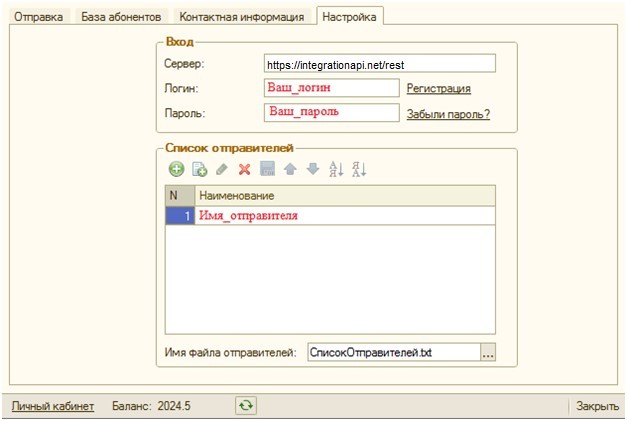 Отправка База абонентов Контактная информация Настройка
Вход
Сервер: https://integrationapi.net/rest
Логин: Ваш_логин Регистрация
Пароль: Ваш_пароль Забыли пароль?
Список отправителей
N Наименование
1 Имя_отправителя
Имя файла отправителей: СписокОтправителей.txt ...
Личный кабинет Баланс: 2024.5 Закрыть